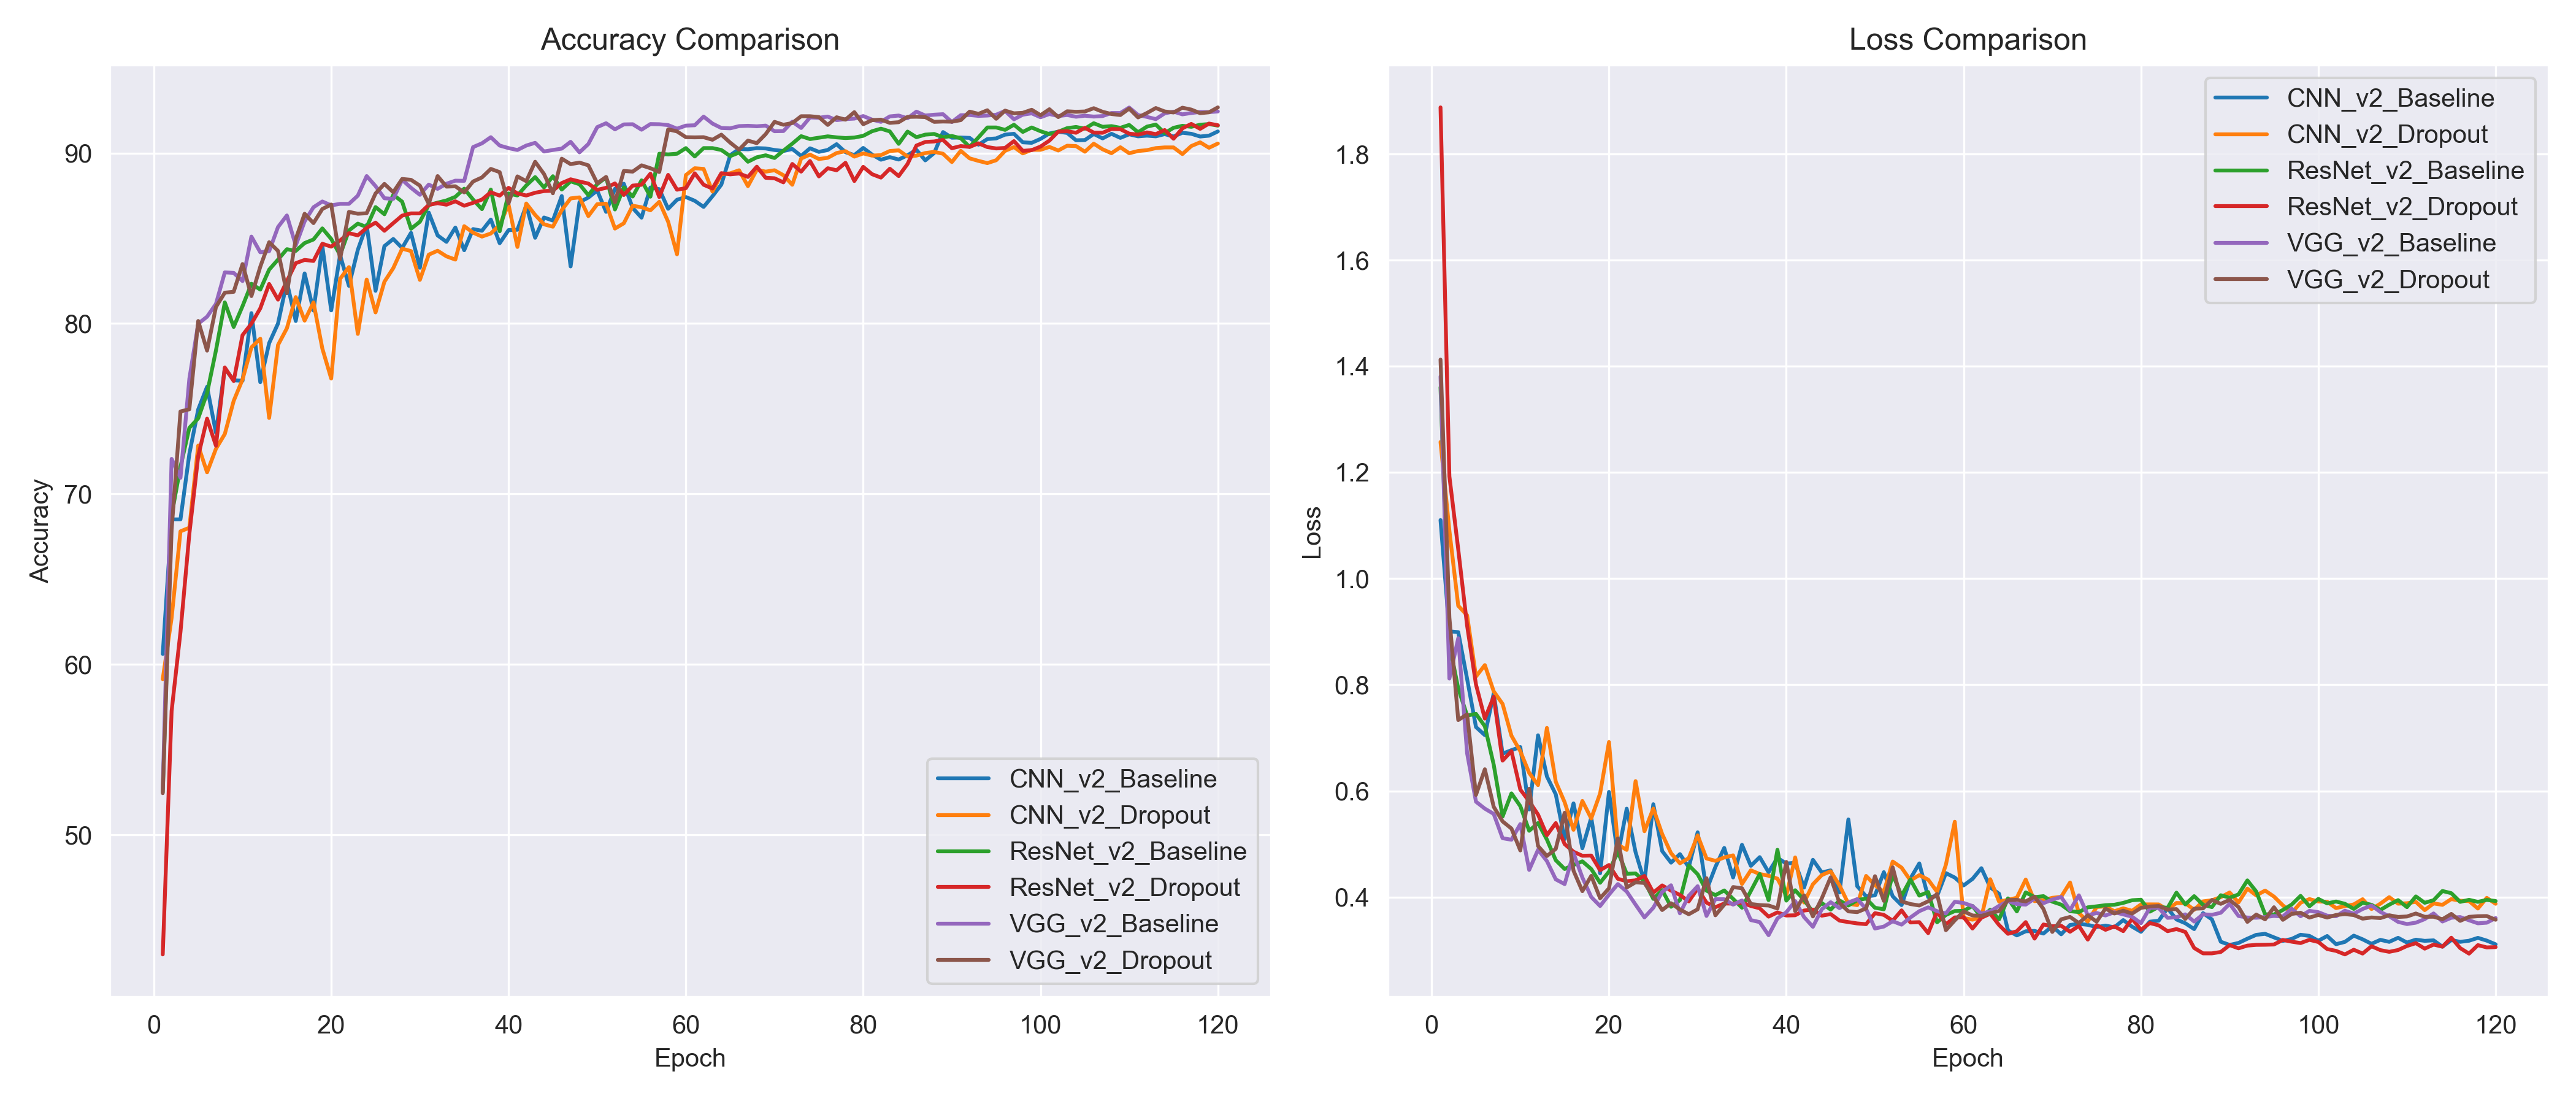 Accuracy Comparison
Accuracy
90
80
70
60
50
0 20 40 60 80 100 120
Epoch
CNN_v2_Baseline
CNN_v2_Dropout
ResNet_v2_Baseline
ResNet_v2_Dropout
VGG_v2_Baseline
VGG_v2_Dropout
Loss Comparison
Loss
1.8
1.6
1.4
1.2
1.0
0.8
0.6
0.4
0 20 40 60 80 100 120
Epoch
CNN_v2_Baseline
CNN_v2_Dropout
ResNet_v2_Baseline
ResNet_v2_Dropout
VGG_v2_Baseline
VGG_v2_Dropout